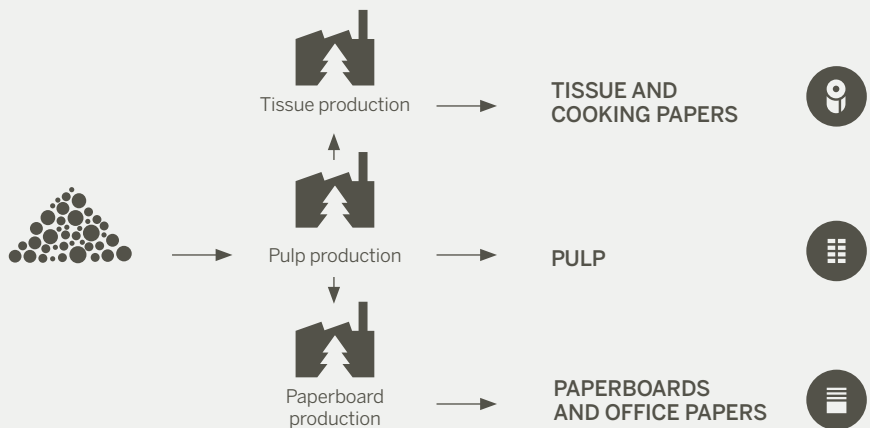 Tissue production
TISSUE AND
COOKING PAPERS
Pulp production
PULP
Paperboard
production
PAPERBOARDS
AND OFFICE PAPERS